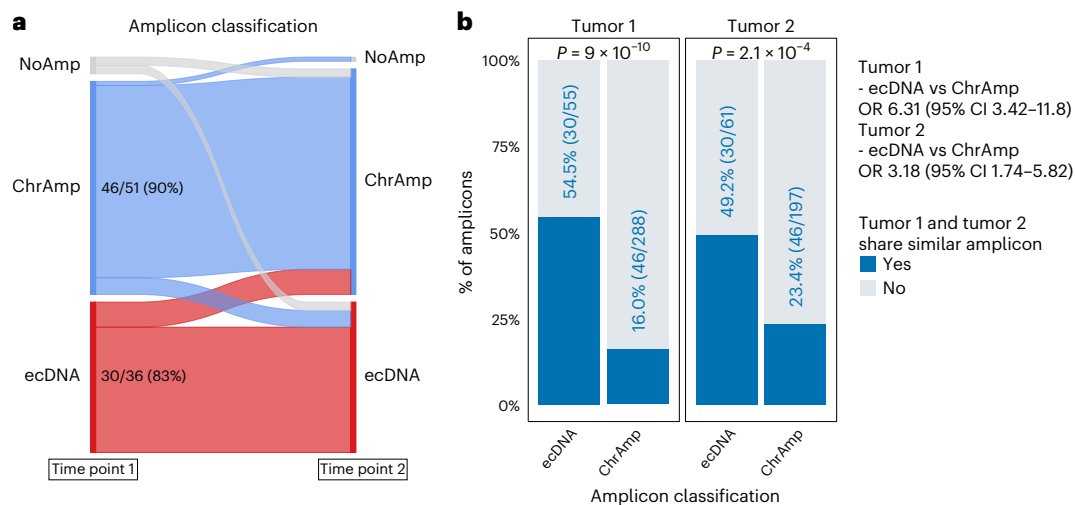 a
Amplicon classification
NoAmp
NoAmp
ChrAmp
46/51 (90%)
ChrAmp
ecDNA
30/36 (83%)
ecDNA
Time point 1
Time point 2
b
Tumor 1
Tumor 2
P = 9 × 10⁻¹⁰
P = 2.1 × 10⁻⁴
% of amplicons
100%
75%
50%
25%
0%
54.5% (30/55)
16.0% (46/288)
49.2% (30/61)
23.4% (46/197)
ecDNA
ChrAmp
ecDNA
ChrAmp
Amplicon classification
Tumor 1
- ecDNA vs ChrAmp
OR 6.31 (95% CI 3.42–11.8)
Tumor 2
- ecDNA vs ChrAmp
OR 3.18 (95% CI 1.74–5.82)
Tumor 1 and tumor 2
share similar amplicon
Yes
No